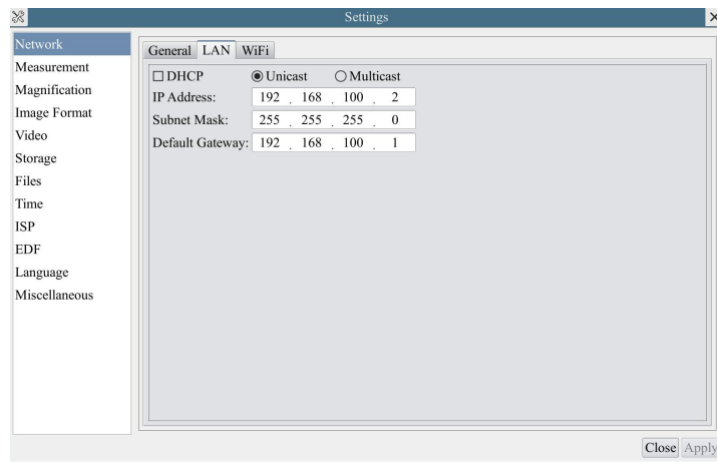 Settings
Network
Measurement
Magnification
Image Format
Video
Storage
Files
Time
ISP
EDF
Language
Miscellaneous
General LAN WiFi
DHCP Unicast Multicast
IP Address: 192 . 168 . 100 . 2
Subnet Mask: 255 . 255 . 255 . 0
Default Gateway: 192 . 168 . 100 . 1
Close Apply